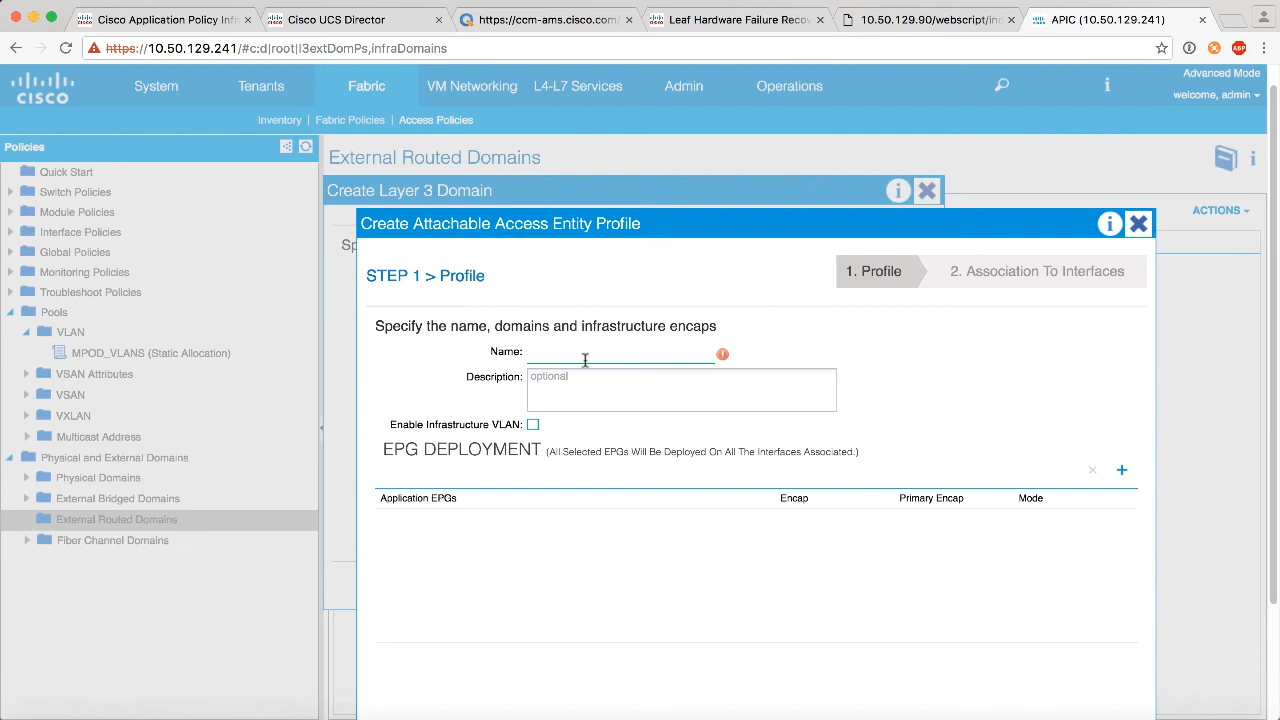 Cisco Application Policy Infra
Cisco UCS Director
https://ccm-ams.cisco.com/
Leaf Hardware Failure - ecov
10.50.129.90/webscript/inc
APIC (10.50.129.241)
https://10.50.129.241/#c:d|root|l3extDomPs,infraDomains
ABP
CISCO
System
Tenants
Fabric
VM Networking
L4-L7 Services
Admin
Operations
i
Advanced Mode
welcome, admin
Inventory | Fabric Policies | Access Policies
Policies
Quick Start
Switch Policies
Module Policies
Interface Policies
Global Policies
Monitoring Policies
Troubleshoot Policies
Pools
VLAN
MPOD_VLANS (Static Allocation)
VSAN Attributes
VSAN
VXLAN
Multicast Address
Physical and External Domains
Physical Domains
External Bridged Domains
External Routed Domains
Fiber Channel Domains
External Routed Domains
i
ACTIONS
Create Layer 3 Domain
i
Sp
Create Attachable Access Entity Profile
i
STEP 1 > Profile
1. Profile
2. Association To Interfaces
Specify the name, domains and infrastructure encaps
Name:
Description:
optional
Enable Infrastructure VLAN:
EPG DEPLOYMENT (All Selected EPGs Will Be Deployed On All The Interfaces Associated.)
Application EPGs
Encap
Primary Encap
Mode